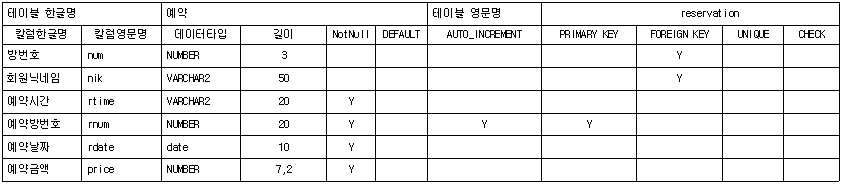 테이블 한글명 예약 테이블 영문명 reservation
칼럼한글명 칼럼영문명 데이터타입 길이 NotNull DEFAULT AUTO_INCREMENT PRIMARY KEY FOREIGN KEY UNIQUE CHECK
방번호 num NUMBER 3 Y
회원닉네임 nik VARCHAR2 50 Y
예약시간 rtime VARCHAR2 20 Y
예약방번호 rnum NUMBER 20 Y Y Y
예약날짜 rdate date 10 Y
예약금액 price NUMBER 7,2 Y